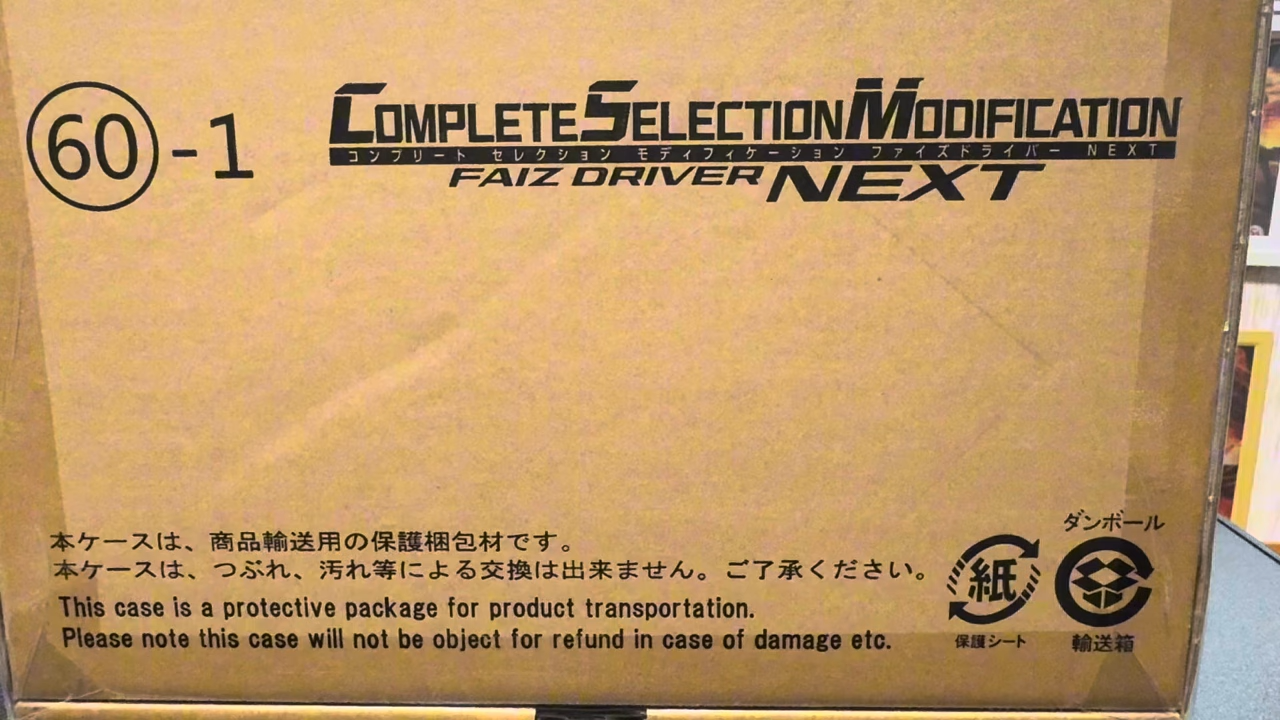 60-1
COMPLETE SELECTION MODIFICATION
コンプリート セレクション モディフィケーション ファイズドライバー NEXT
FAIZ DRIVER NEXT
本ケースは、商品輸送用の保護梱包材です。
本ケースは、つぶれ、汚れ等による交換は出来ません。ご了承ください。
This case is a protective package for product transportation.
Please note this case will not be object for refund in case of damage etc.
紙
保護シート
ダンボール
輸送箱